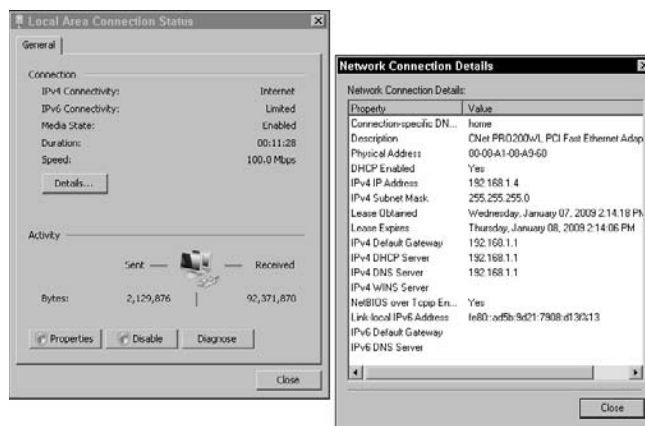 Local Area Connection Status
General
Connection
IPv4 Connectivity: Internet
IPv6 Connectivity: Limited
Media State: Enabled
Duration: 00:11:28
Speed: 100.0 Mbps
Details...
Activity
Sent Received
Bytes: 2,129,876 92,371,870
Properties Disable Diagnose
Close
Network Connection Details
Network Connection Details:
Property Value
Connection-specific DN... home
Description CNet PRO200WL PCI Fast Ethernet Adap
Physical Address 00-08-A1-08-A9-60
DHCP Enabled Yes
IPv4 IP Address 192.168.1.4
IPv4 Subnet Mask 255.255.255.0
Lease Obtained Wednesday, January 07, 2009 2:14:18 PM
Lease Expires Thursday, January 08, 2009 2:14:06 PM
IPv4 Default Gateway 192.168.1.1
IPv4 DHCP Server 192.168.1.1
IPv4 DNS Server 192.168.1.1
IPv4 WINS Server
NetBIOS over Tcpip En... Yes
Link-local IPv6 Address fe80::ad5b:9d21:7908:d13f%13
IPv6 Default Gateway
IPv6 DNS Server
Close